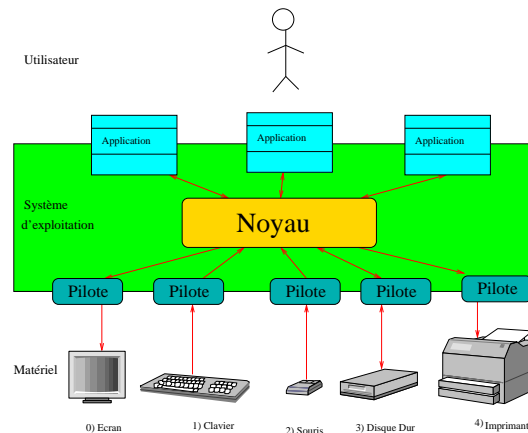 Utilisateur
Application
Application
Application
Système
d'exploitation
Noyau
Pilote
Pilote
Pilote
Pilote
Pilote
Matériel
0) Ecran
1) Clavier
2) Souris
3) Disque Dur
4) Imprimant